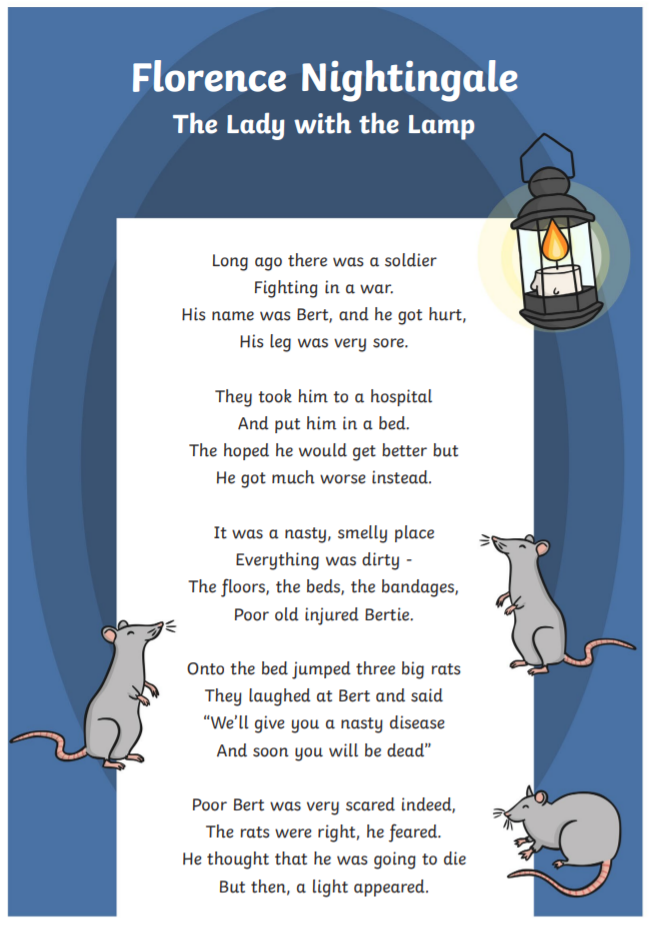 Florence Nightingale
The Lady with the Lamp
Long ago there was a soldier
Fighting in a war.
His name was Bert, and he got hurt,
His leg was very sore.
They took him to a hospital
And put him in a bed.
The hoped he would get better but
He got much worse instead.
It was a nasty, smelly place
Everything was dirty -
The floors, the beds, the bandages,
Poor old injured Bertie.
Onto the bed jumped three big rats
They laughed at Bert and said
“We’ll give you a nasty disease
And soon you will be dead”
Poor Bert was very scared indeed,
The rats were right, he feared.
He thought that he was going to die
But then, a light appeared.